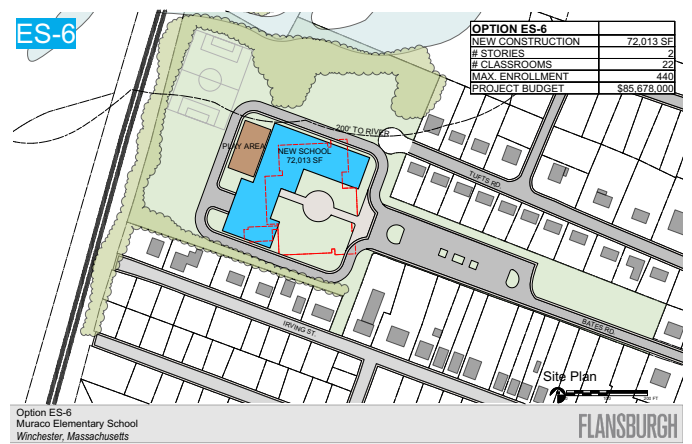 ES-6
OPTION ES-6
NEW CONSTRUCTION 72,013 SF
# STORIES 2
# CLASSROOMS 22
MAX. ENROLLMENT 440
PROJECT BUDGET $85,678,000
200' TO RIVER
PLAY AREA
NEW SCHOOL
72,013 SF
TUFTS RD
IRVING ST
BATES RD
Site Plan
Option ES-6
Muraco Elementary School
Winchester, Massachusetts
FLANSBURGH